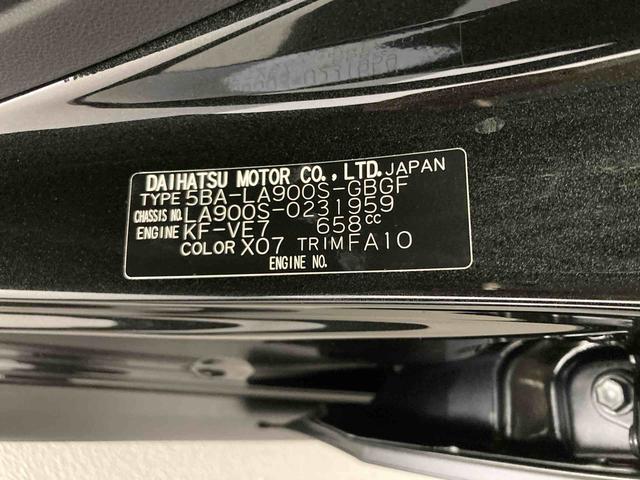 DAIHATSU MOTOR CO., LTD. JAPAN
TYPE 5BA-LA900S-GBGF
CHASSIS NO. LA900S-0231959
ENGINE KF-VE7 658cc
COLOR X07 TRIM FA10
ENGINE NO.